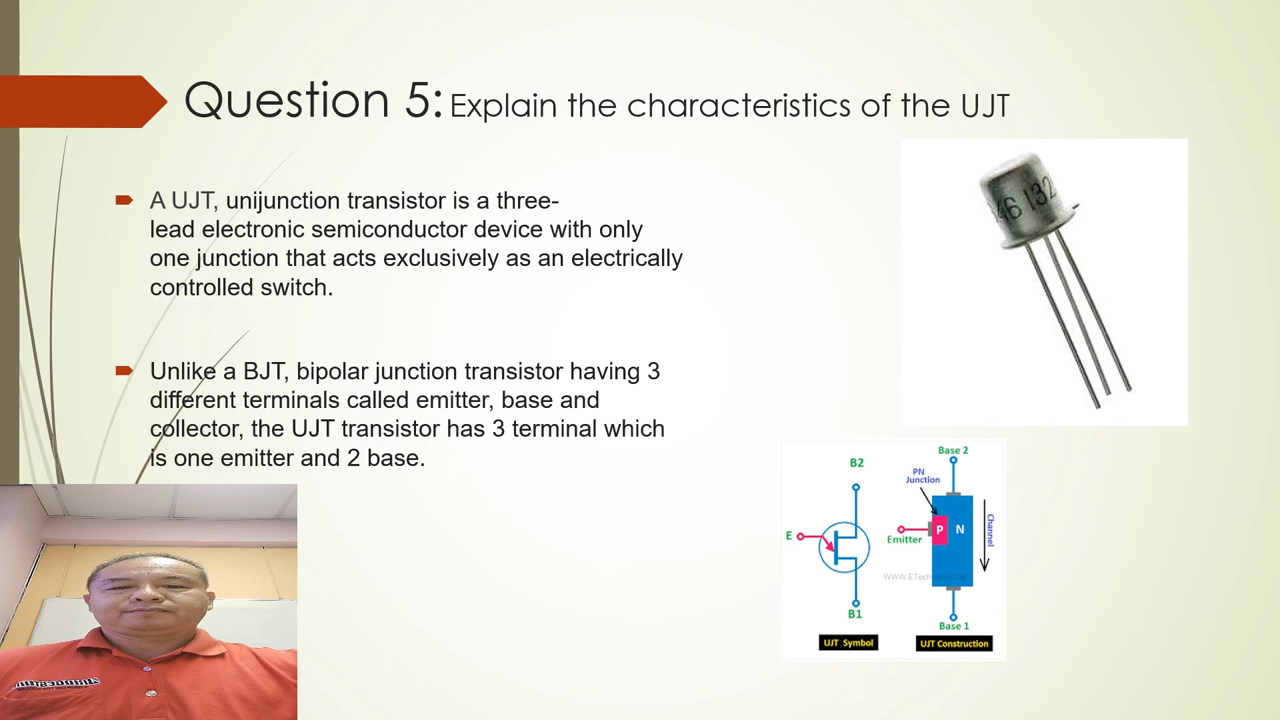 Question 5: Explain the characteristics of the UJT
A UJT, unijunction transistor is a three-
lead electronic semiconductor device with only
one junction that acts exclusively as an electrically
controlled switch.
Unlike a BJT, bipolar junction transistor having 3
different terminals called emitter, base and
collector, the UJT transistor has 3 terminal which
is one emitter and 2 base.
46 132
B2
E
B1
UJT Symbol
Base 2
PN
Junction
P
N
Emitter
Channel
Base 1
UJT Construction